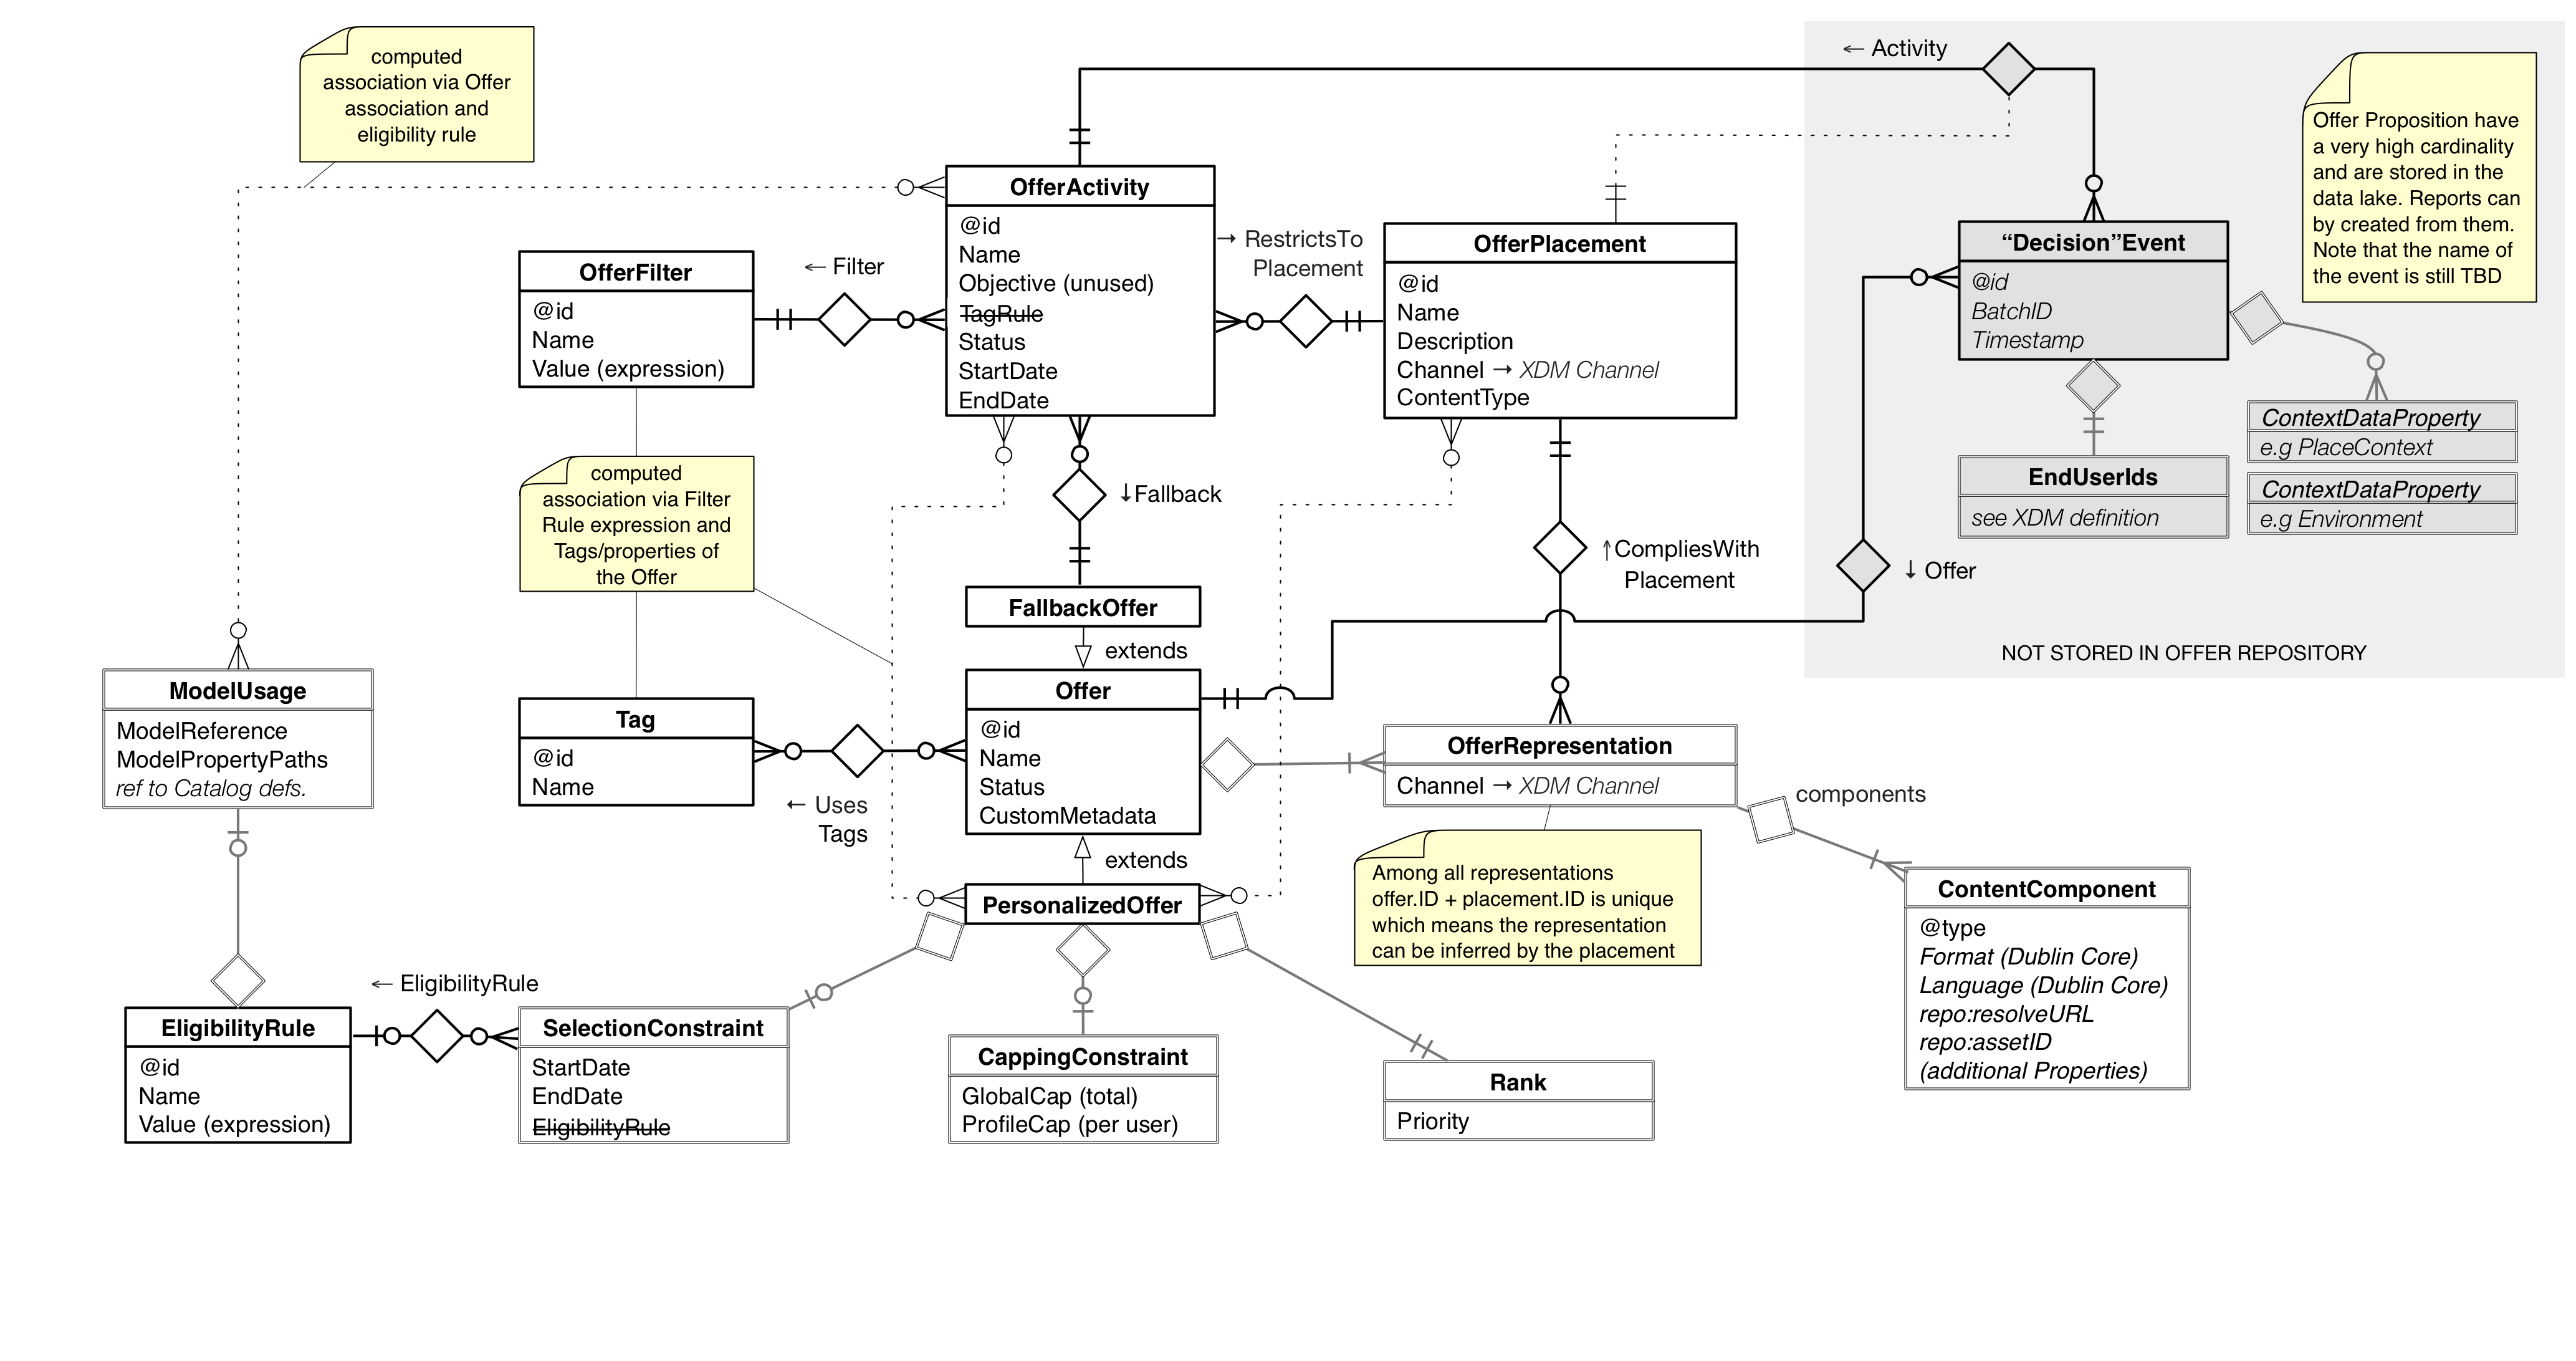 computed
association via Offer
association and
eligibility rule
← Activity
Offer Proposition have
a very high cardinality
and are stored in the
data lake. Reports can
by created from them.
Note that the name of
the event is still TBD
OfferActivity
@id
Name
Objective (unused)
TagRule
Status
StartDate
EndDate
→ RestrictsTo
Placement
OfferPlacement
@id
Name
Description
Channel → XDM Channel
ContentType
“Decision”Event
@id
BatchID
Timestamp
OfferFilter
@id
Name
Value (expression)
← Filter
ContextDataProperty
e.g PlaceContext
ContextDataProperty
e.g Environment
EndUserIds
see XDM definition
computed
association via Filter
Rule expression and
Tags/properties of
the Offer
↓Fallback
↑CompliesWith
Placement
↓ Offer
NOT STORED IN OFFER REPOSITORY
FallbackOffer
extends
ModelUsage
ModelReference
ModelPropertyPaths
ref to Catalog defs.
Tag
@id
Name
← Uses
Tags
Offer
@id
Name
Status
CustomMetadata
extends
OfferRepresentation
Channel → XDM Channel
components
Among all representations
offer.ID + placement.ID is unique
which means the representation
can be inferred by the placement
PersonalizedOffer
ContentComponent
@type
Format (Dublin Core)
Language (Dublin Core)
repo:resolveURL
repo:assetID
(additional Properties)
← EligibilityRule
EligibilityRule
@id
Name
Value (expression)
SelectionConstraint
StartDate
EndDate
EligibilityRule
CappingConstraint
GlobalCap (total)
ProfileCap (per user)
Rank
Priority